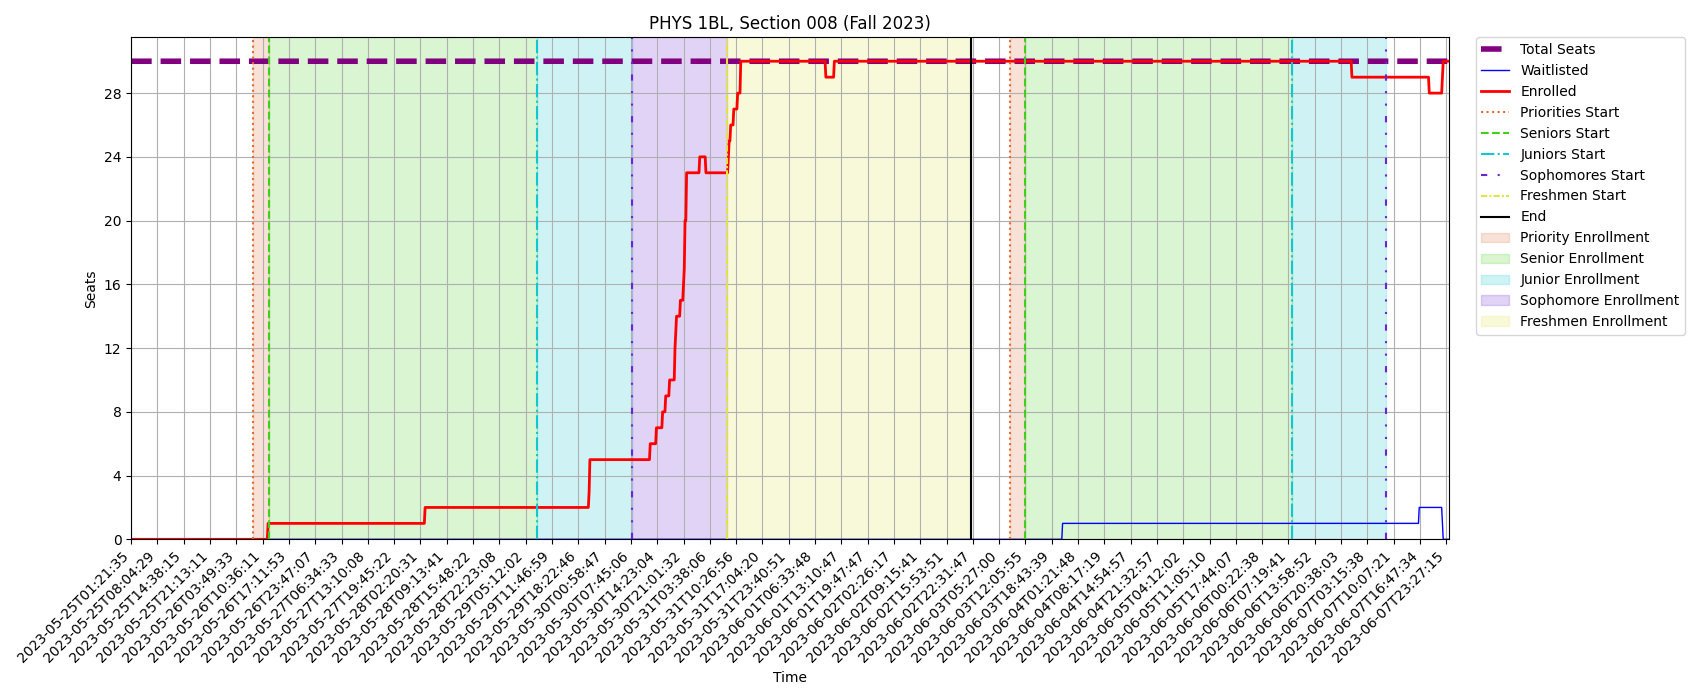 PHYS 1BL, Section 008 (Fall 2023)
Total Seats
Waitlisted
Enrolled
Priorities Start
Seniors Start
Juniors Start
Sophomores Start
Freshmen Start
End
Priority Enrollment
Senior Enrollment
Junior Enrollment
Sophomore Enrollment
Freshmen Enrollment
Seats
28
24
20
16
12
8
4
0
2023-05-25T01:21:35
2023-05-25T08:04:29
2023-05-25T14:38:15
2023-05-25T21:13:11
2023-05-26T03:49:33
2023-05-26T10:36:11
2023-05-26T17:11:53
2023-05-26T23:47:07
2023-05-27T06:34:33
2023-05-27T13:10:08
2023-05-27T19:45:22
2023-05-28T02:20:31
2023-05-28T09:13:41
2023-05-28T15:48:22
2023-05-28T22:23:08
2023-05-29T05:12:02
2023-05-29T11:46:59
2023-05-29T18:22:46
2023-05-30T00:58:47
2023-05-30T07:45:06
2023-05-30T14:23:04
2023-05-30T21:01:32
2023-05-31T03:38:06
2023-05-31T10:26:56
2023-05-31T17:04:20
2023-05-31T23:40:51
2023-06-01T06:33:48
2023-06-01T13:10:47
2023-06-01T19:47:47
2023-06-02T02:26:17
2023-06-02T09:15:41
2023-06-02T15:53:51
2023-06-02T22:31:47
2023-06-03T05:27:00
2023-06-03T12:05:55
2023-06-03T18:43:39
2023-06-04T01:21:48
2023-06-04T08:17:19
2023-06-04T14:54:57
2023-06-04T21:32:57
2023-06-05T04:12:02
2023-06-05T11:05:10
2023-06-05T17:44:07
2023-06-06T00:22:38
2023-06-06T07:19:41
2023-06-06T13:58:52
2023-06-06T20:38:03
2023-06-07T03:15:38
2023-06-07T10:07:21
2023-06-07T16:47:34
2023-06-07T23:27:15
Time